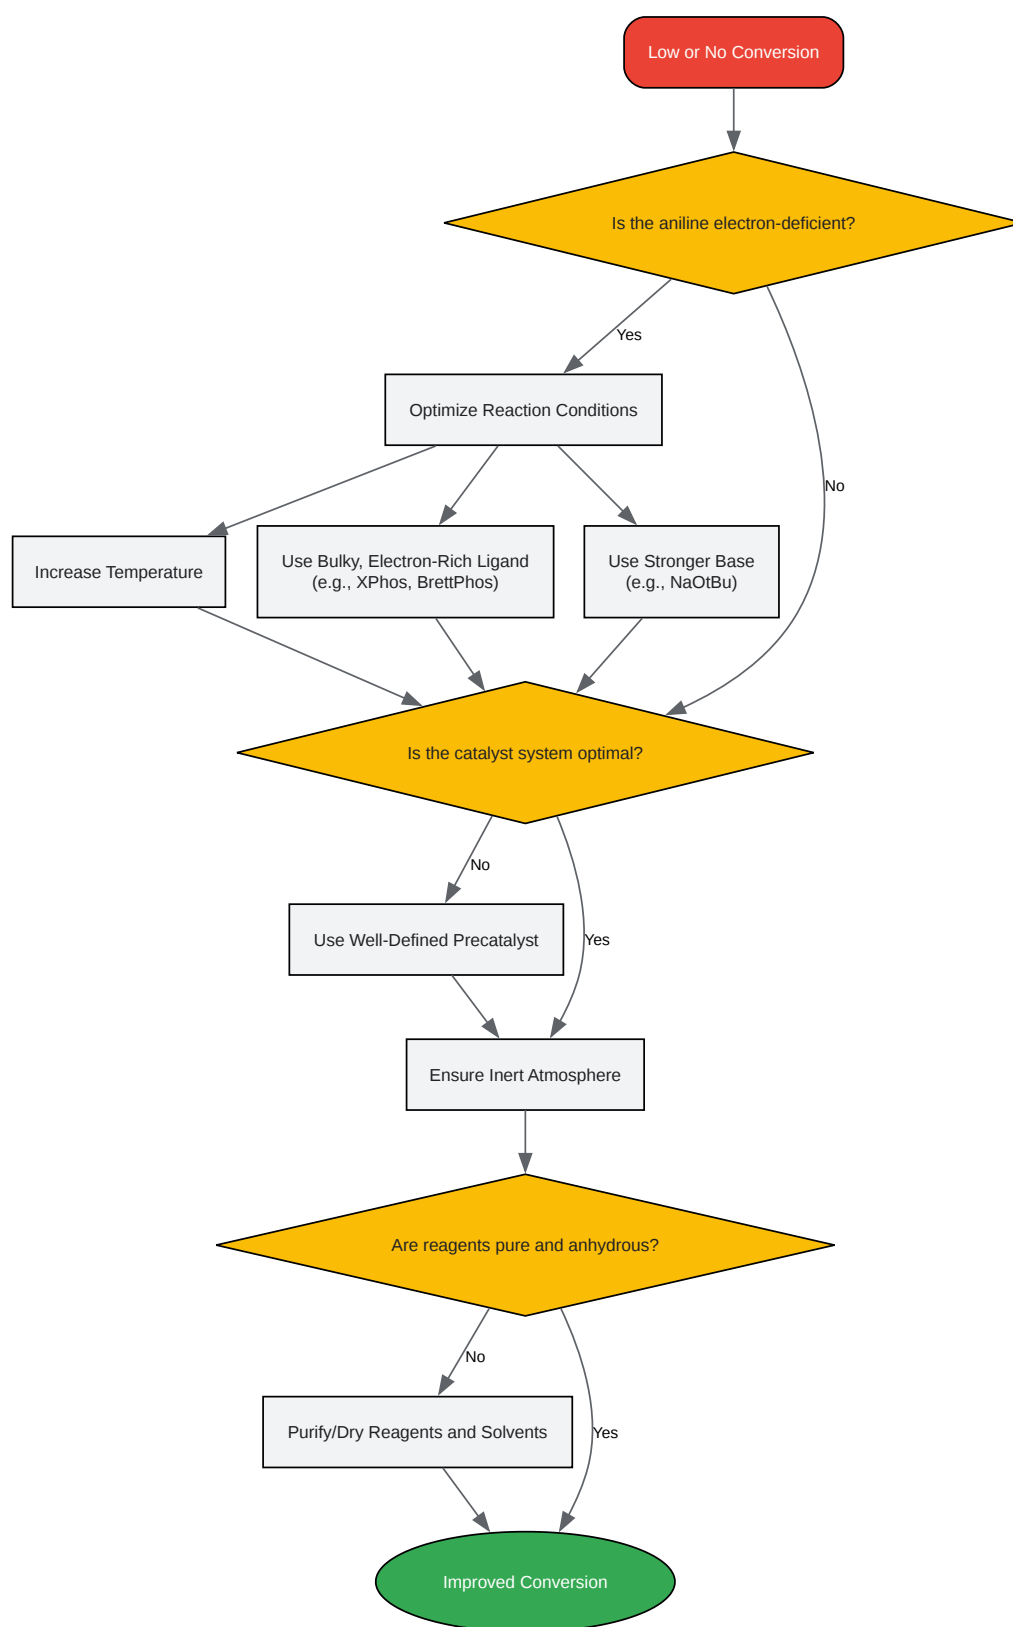 Low or No Conversion
Is the aniline electron-deficient?
Yes
Optimize Reaction Conditions
No
Increase Temperature
Use Bulky, Electron-Rich Ligand
(e.g., XPhos, BrettPhos)
Use Stronger Base
(e.g., NaOtBu)
Is the catalyst system optimal?
No
Use Well-Defined Precatalyst
Yes
Ensure Inert Atmosphere
Are reagents pure and anhydrous?
No
Purify/Dry Reagents and Solvents
Yes
Improved Conversion